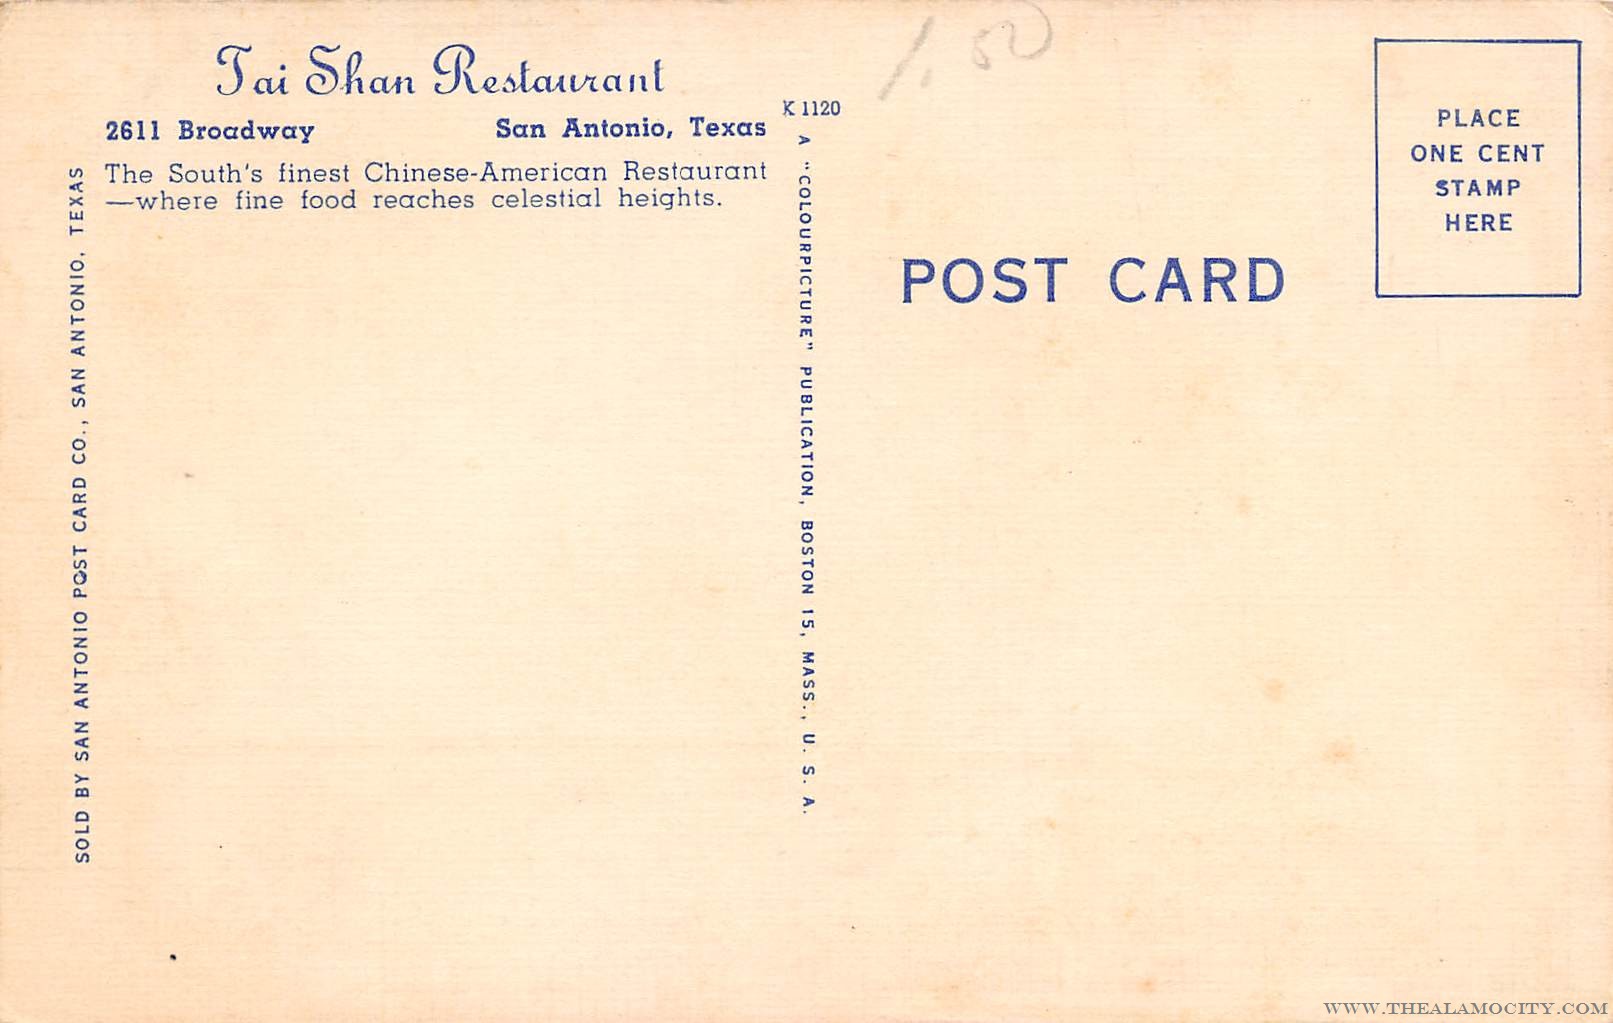 Tai Shan Restaurant
2611 Broadway San Antonio, Texas
The South's finest Chinese-American Restaurant
—where fine food reaches celestial heights.
SOLD BY SAN ANTONIO POST CARD CO., SAN ANTONIO, TEXAS
K 1120
A "COLOURPICTURE" PUBLICATION, BOSTON 15, MASS., U. S. A.
1.50
POST CARD
PLACE
ONE CENT
STAMP
HERE
WWW.THEALAMOCITY.COM